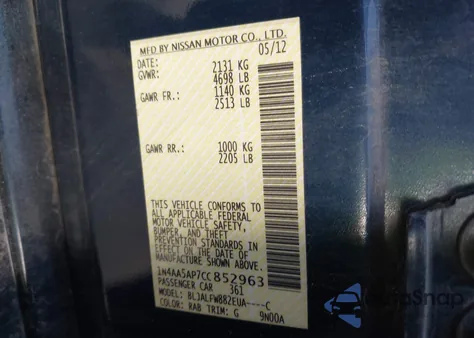 MFD BY NISSAN MOTOR CO., LTD.
DATE: 05/12
GVWR: 2131 KG
4698 LB
GAWR FR.: 1140 KG
2513 LB
GAWR RR.: 1000 KG
2205 LB
THIS VEHICLE CONFORMS TO
ALL APPLICABLE FEDERAL
MOTOR VEHICLE SAFETY,
BUMPER, AND THEFT
PREVENTION STANDARDS IN
EFFECT ON THE DATE OF
MANUFACTURE SHOWN ABOVE.
1N4AA5AP7CC852963
PASSENGER CAR 361
MODEL: BLJALFW882EUA----C
COLOR: RAB TRIM: G 9N00A